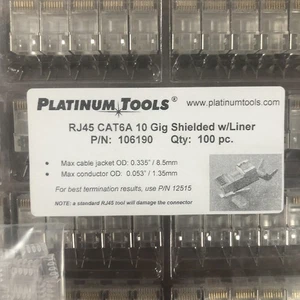 PLATINUM TOOLS® www.platinumtools.com
RJ45 CAT6A 10 Gig Shielded w/Liner
P/N: 106190 Qty: 100 pc.
• Max cable jacket OD: 0.335" / 8.5mm
• Max conductor OD: 0.053" / 1.35mm
For best termination results, use P/N 12515
NOTE: a standard RJ45 tool will damage the connector